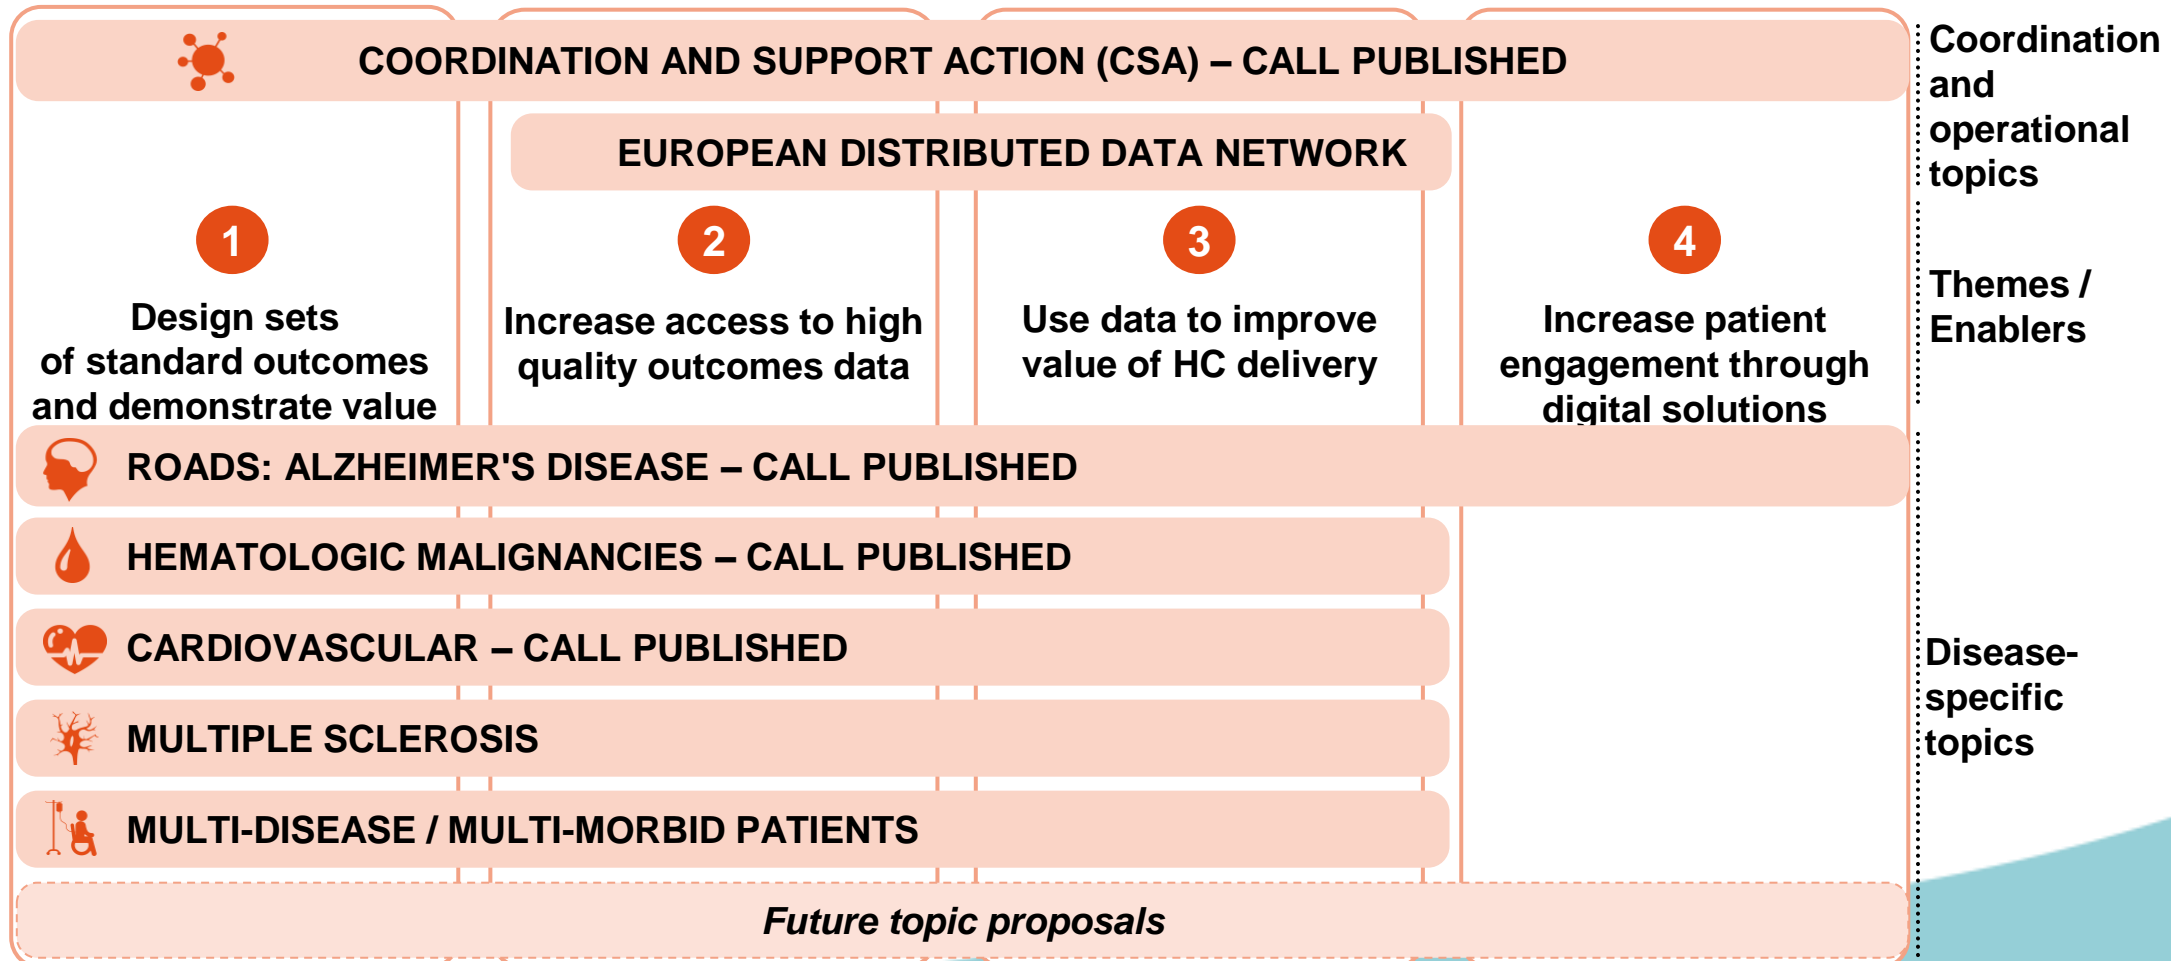 COORDINATION AND SUPPORT ACTION (CSA) – CALL PUBLISHED
EUROPEAN DISTRIBUTED DATA NETWORK
Coordination
and
operational
topics
1
Design sets
of standard outcomes
and demonstrate value
2
Increase access to high
quality outcomes data
3
Use data to improve
value of HC delivery
4
Increase patient
engagement through
digital solutions
Themes /
Enablers
ROADS: ALZHEIMER'S DISEASE – CALL PUBLISHED
HEMATOLOGIC MALIGNANCIES – CALL PUBLISHED
CARDIOVASCULAR – CALL PUBLISHED
MULTIPLE SCLEROSIS
MULTI-DISEASE / MULTI-MORBID PATIENTS
Disease-
specific
topics
Future topic proposals